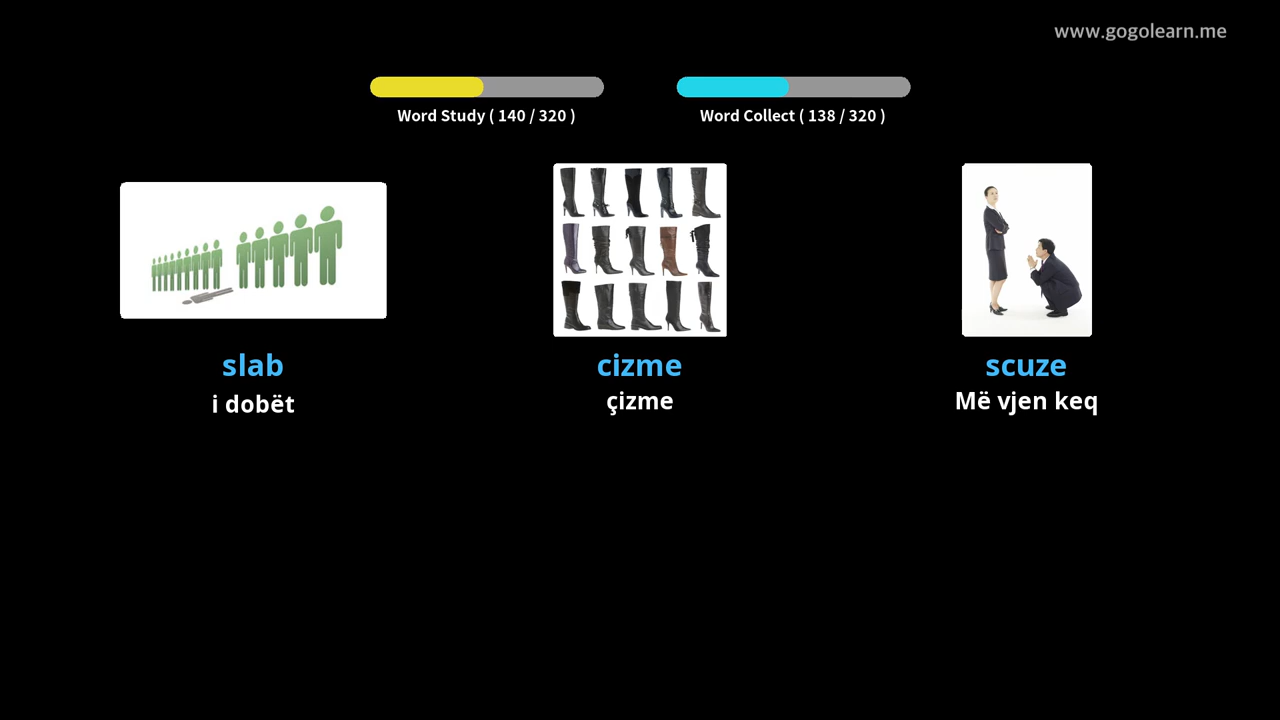 www.gogolearn.me
Word Study ( 140 / 320 )
Word Collect ( 138 / 320 )
slab
i dobët
cizme
çizme
scuze
Më vjen keq